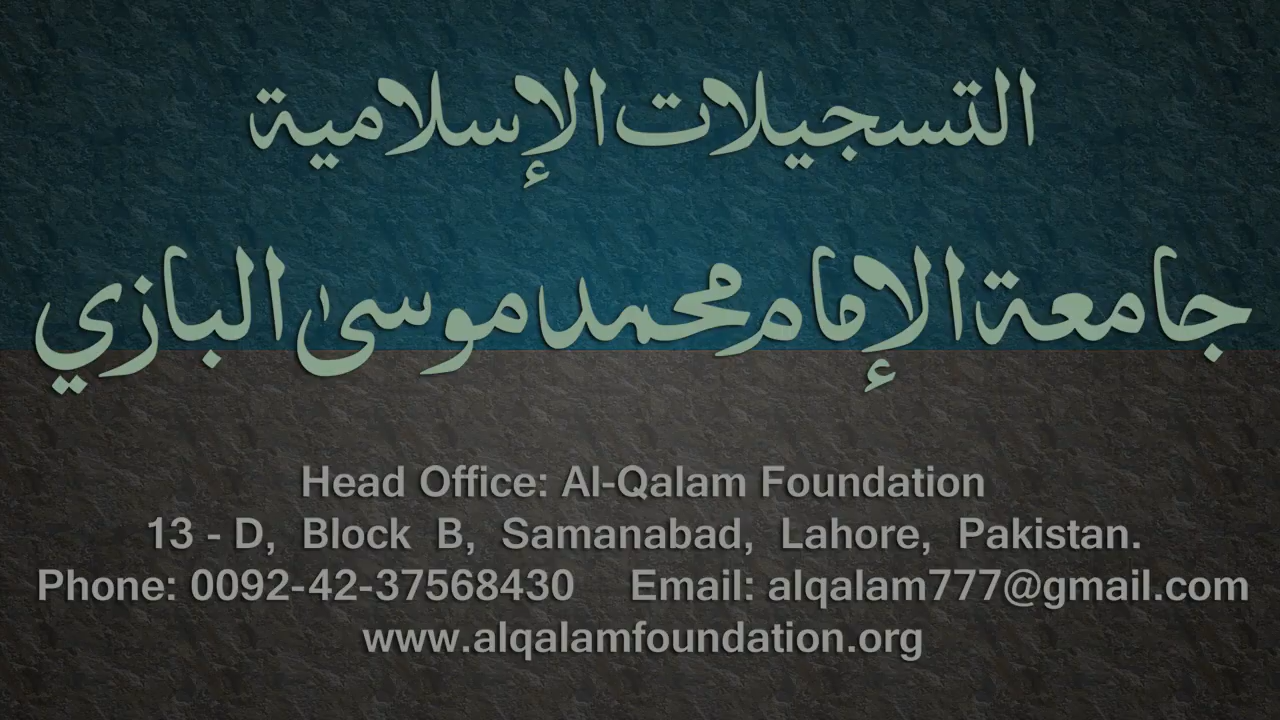 التسجيلات الإسلامية
جامعة الإمام محمد موسىٰ البازي
Head Office: Al-Qalam Foundation
13 - D, Block B, Samanabad, Lahore, Pakistan.
Phone: 0092-42-37568430 Email: alqalam777@gmail.com
www.alqalamfoundation.org